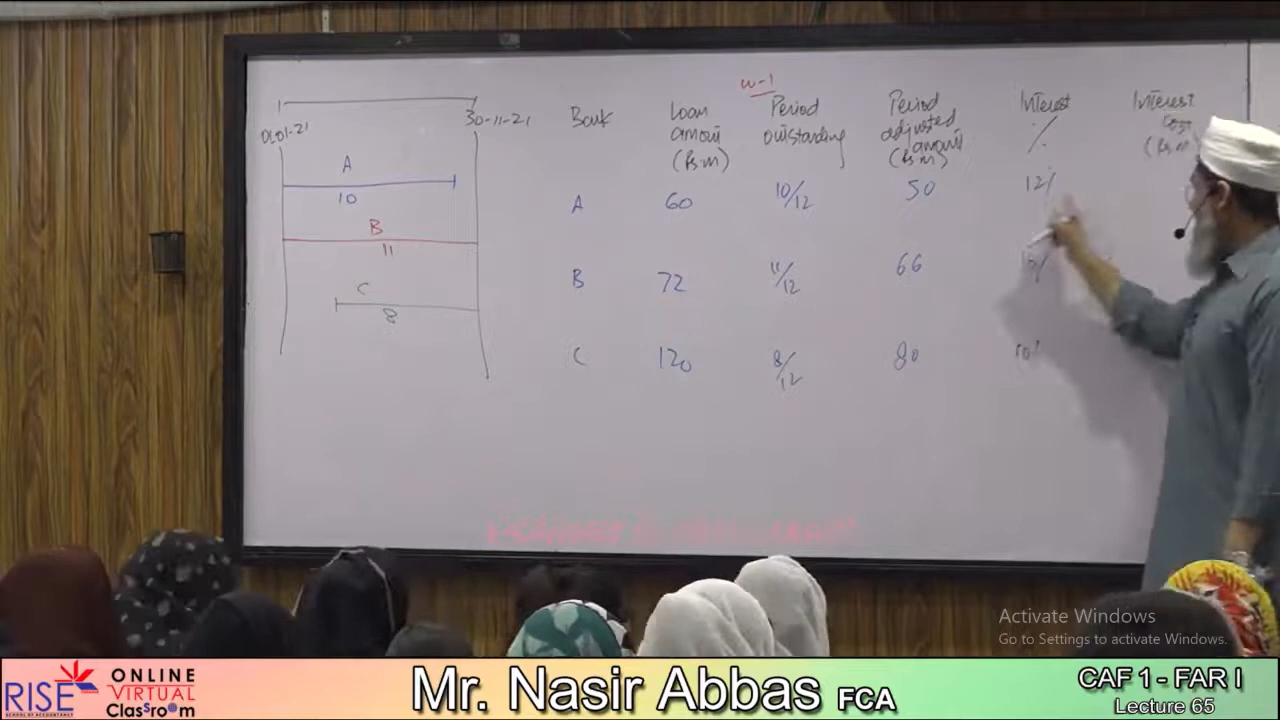 w-1
01-01-21
30-11-21
Bank
Loan
amount
(Rs.m)
Period
outstanding
Period
adjusted
amount
(Rs.m)
Interest
%
Interest
(Rs.m)
A
10
B
11
C
8
A 60 10/12 50 12%
B 72 11/12 66
C 120 8/12 80
Activate Windows
Go to Settings to activate Windows.
RISE
SCHOOL OF ACCOUNTANCY
ONLINE
VIRTUAL
ClassRoom
Mr. Nasir Abbas FCA
CAF 1 - FAR I
Lecture 65